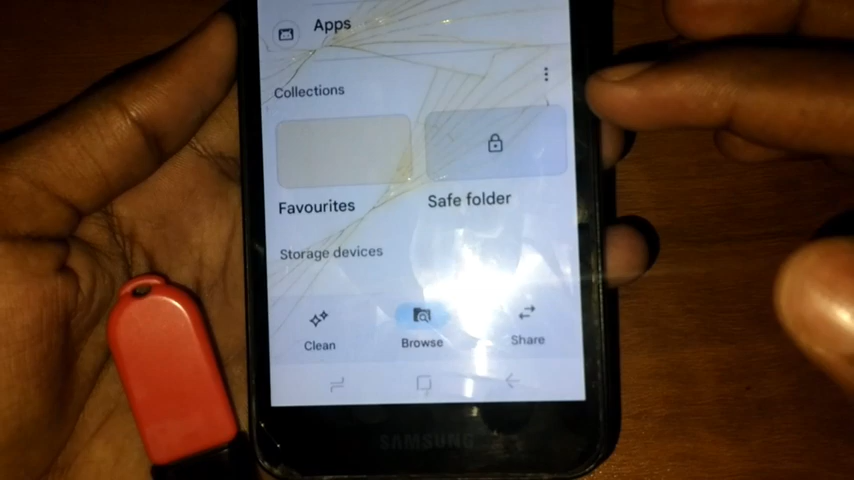 Apps
Collections
Favourites
Safe folder
Storage devices
Clean
Browse
Share
SAMSUNG